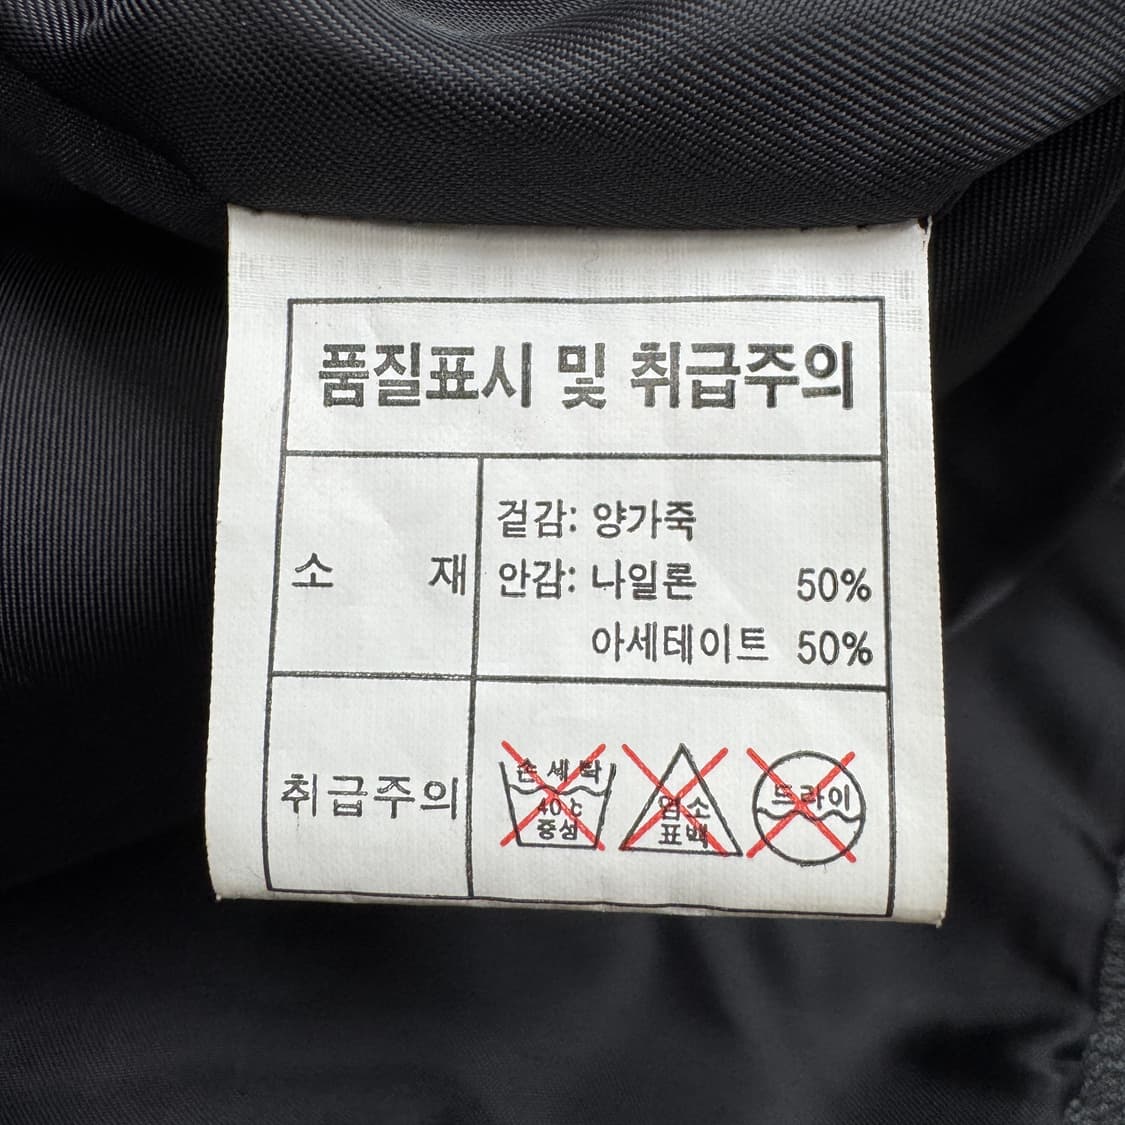 품질표시 및 취급주의
소 재
겉감: 양가죽
안감: 나일론 50%
아세테이트 50%
취급주의
손세탁
40℃
중성
염소
표백
드라이